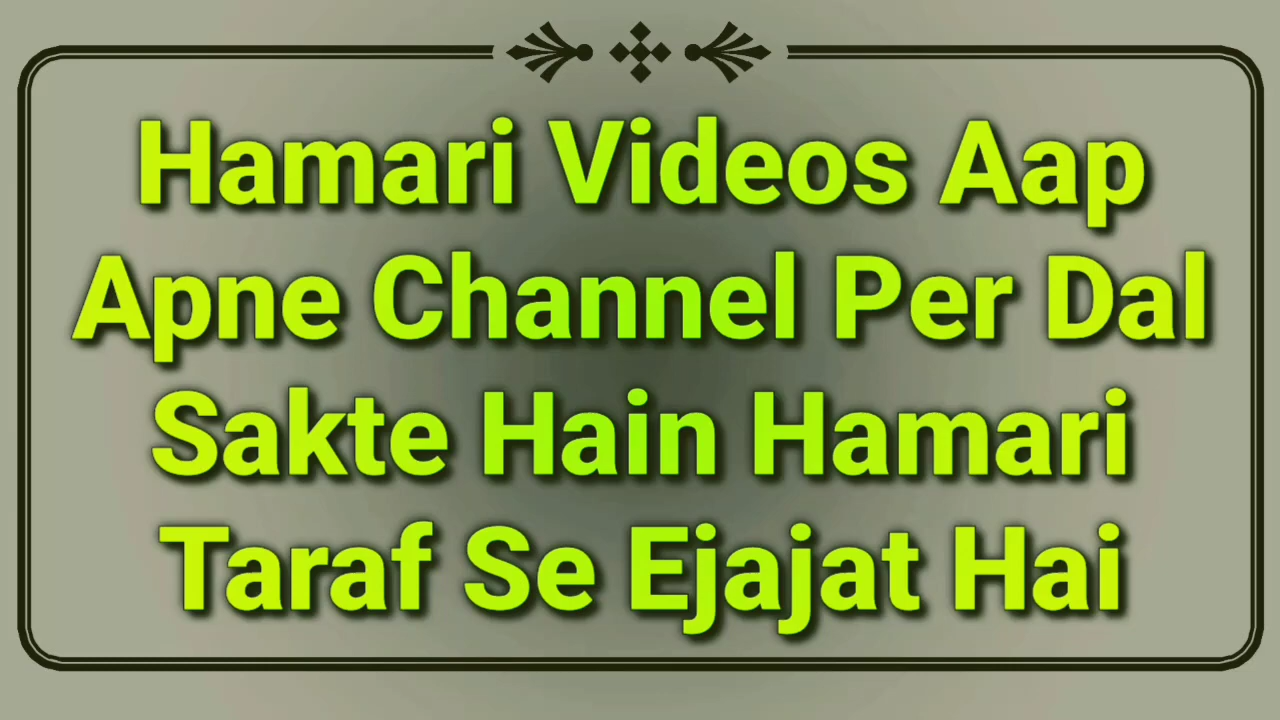 Hamari Videos Aap
Apne Channel Per Dal
Sakte Hain Hamari
Taraf Se Ejajat Hai